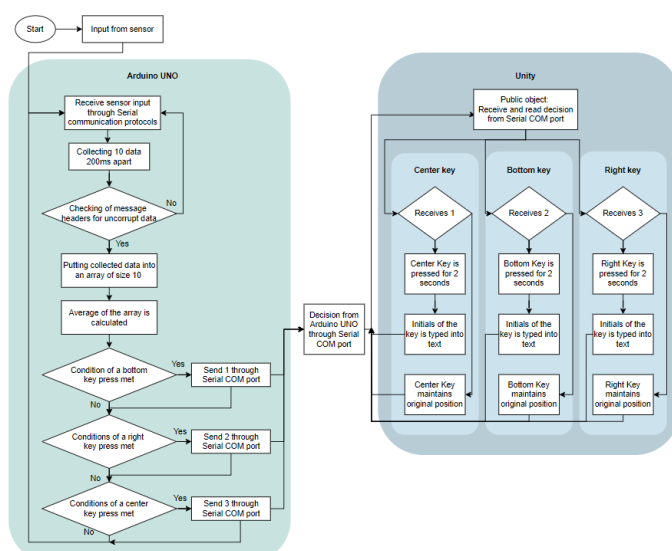 Start
Input from sensor
Arduino UNO
Receive sensor input
through Serial
communication protocols
Collecting 10 data
200ms apart
No
Checking of message
headers for uncorrupt data
Yes
Putting collected data into
an array of size 10
Average of the array is
calculated
Condition of a bottom
key press met
Yes
Send 1 through
Serial COM port
No
Conditions of a right
key press met
Yes
Send 2 through
Serial COM port
No
Conditions of a center
key press met
Yes
Send 3 through
Serial COM port
No
Decision from
Arduino UNO
through Serial
COM port
Unity
Public object:
Receive and read decision
from Serial COM port
Center key
Receives 1
Center Key is
pressed for 2
seconds
Initials of the
key is typed into
text
Center Key
maintains
original position
Bottom key
Receives 2
Bottom Key is
pressed for 2
seconds
Initials of the
key is typed into
text
Bottom Key
maintains
original position
Right key
Receives 3
Right Key is
pressed for 2
seconds
Initials of the
key is typed into
text
Right Key
maintains
original position